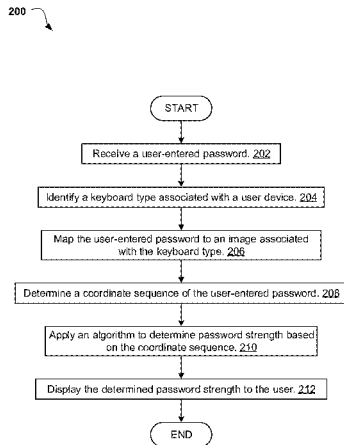 200
START
Receive a user-entered password. 202
Identify a keyboard type associated with a user device. 204
Map the user-entered password to an image associated
with the keyboard type. 206
Determine a coordinate sequence of the user-entered password. 208
Apply an algorithm to determine password strength based
on the coordinate sequence. 210
Display the determined password strength to the user. 212
END